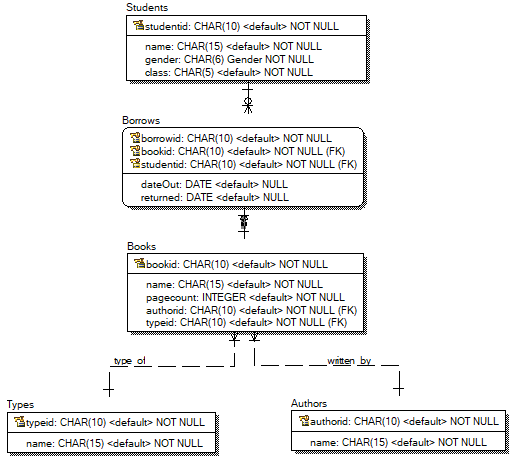 Students
studentid: CHAR(10) <default> NOT NULL
name: CHAR(15) <default> NOT NULL
gender: CHAR(6) Gender NOT NULL
class: CHAR(5) <default> NOT NULL
Borrows
borrowid: CHAR(10) <default> NOT NULL
bookid: CHAR(10) <default> NOT NULL (FK)
studentid: CHAR(10) <default> NOT NULL (FK)
dateOut: DATE <default> NULL
returned: DATE <default> NULL
Books
bookid: CHAR(10) <default> NOT NULL
name: CHAR(15) <default> NOT NULL
pagecount: INTEGER <default> NOT NULL
authorid: CHAR(10) <default> NOT NULL (FK)
typeid: CHAR(10) <default> NOT NULL (FK)
type of
written by
Types
typeid: CHAR(10) <default> NOT NULL
name: CHAR(15) <default> NOT NULL
Authors
authorid: CHAR(10) <default> NOT NULL
name: CHAR(15) <default> NOT NULL